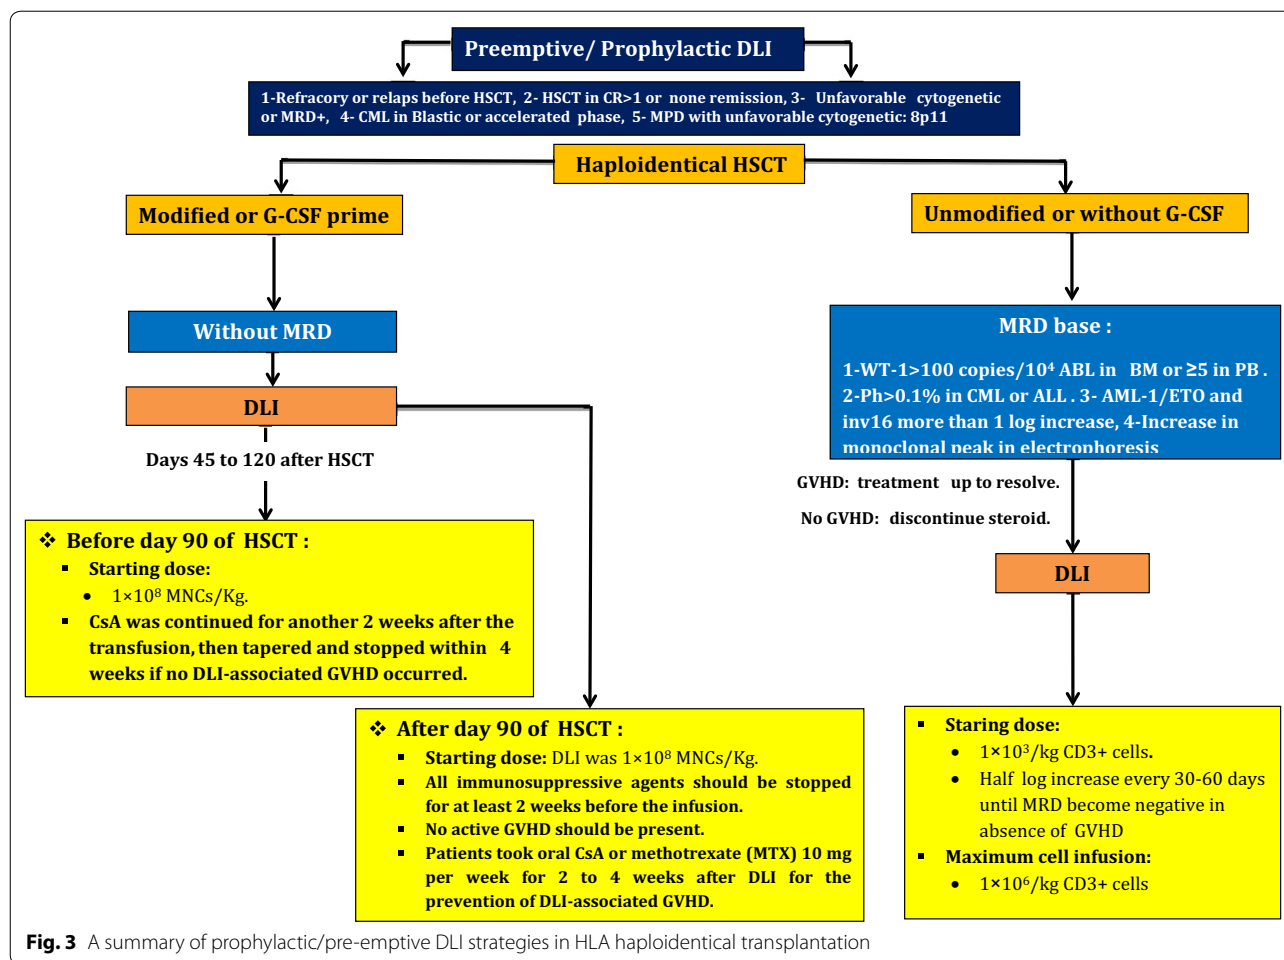 Preemptive/ Prophylactic DLI
1-Refracory or relaps before HSCT, 2- HSCT in CR>1 or none remission, 3- Unfavorable cytogenetic
or MRD+, 4- CML in Blastic or accelerated phase, 5- MPD with unfavorable cytogenetic: 8p11
Haploidentical HSCT
Modified or G-CSF prime
Without MRD
DLI
Days 45 to 120 after HSCT
❖ Before day 90 of HSCT :
▪ Starting dose:
• 1×10⁸ MNCs/Kg.
▪ CsA was continued for another 2 weeks after the
transfusion, then tapered and stopped within 4
weeks if no DLI-associated GVHD occurred.
❖ After day 90 of HSCT :
▪ Starting dose: DLI was 1×10⁸ MNCs/Kg.
▪ All immunosuppressive agents should be stopped
for at least 2 weeks before the infusion.
▪ No active GVHD should be present.
▪ Patients took oral CsA or methotrexate (MTX) 10 mg
per week for 2 to 4 weeks after DLI for the
prevention of DLI-associated GVHD.
Unmodified or without G-CSF
MRD base :
1-WT-1>100 copies/10⁴ ABL in BM or ≥5 in PB .
2-Ph>0.1% in CML or ALL . 3- AML-1/ETO and
inv16 more than 1 log increase, 4-Increase in
monoclonal peak in electrophoresis
GVHD: treatment up to resolve.
No GVHD: discontinue steroid.
DLI
▪ Staring dose:
• 1×10³/kg CD3+ cells.
• Half log increase every 30-60 days
until MRD become negative in
absence of GVHD
▪ Maximum cell infusion:
• 1×10⁶/kg CD3+ cells
Fig. 3 A summary of prophylactic/pre-emptive DLI strategies in HLA haploidentical transplantation